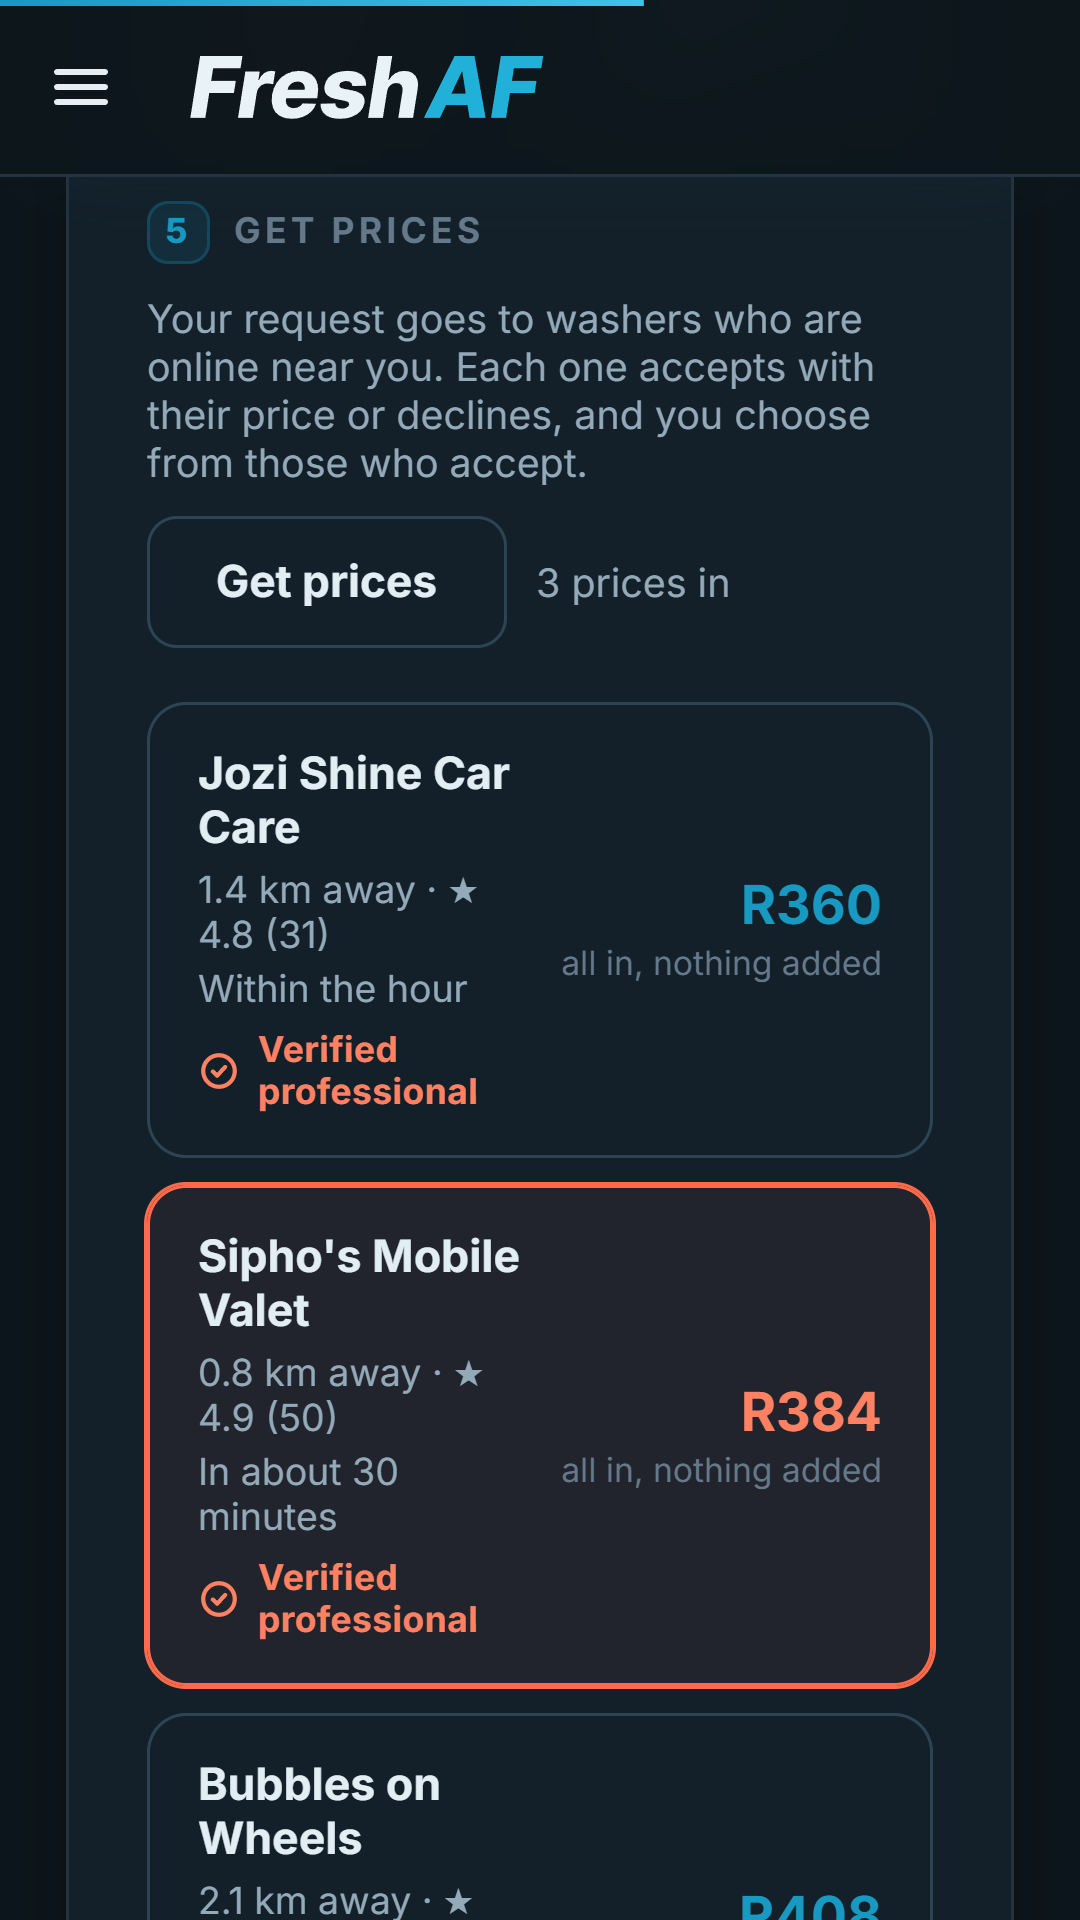 FreshAF
5 GET PRICES
Your request goes to washers who are
online near you. Each one accepts with
their price or declines, and you choose
from those who accept.
Get prices
3 prices in
Jozi Shine Car
Care
1.4 km away · ★
4.8 (31)
Within the hour
Verified
professional
R360
all in, nothing added
Sipho's Mobile
Valet
0.8 km away · ★
4.9 (50)
In about 30
minutes
Verified
professional
R384
all in, nothing added
Bubbles on
Wheels
2.1 km away · ★
R408